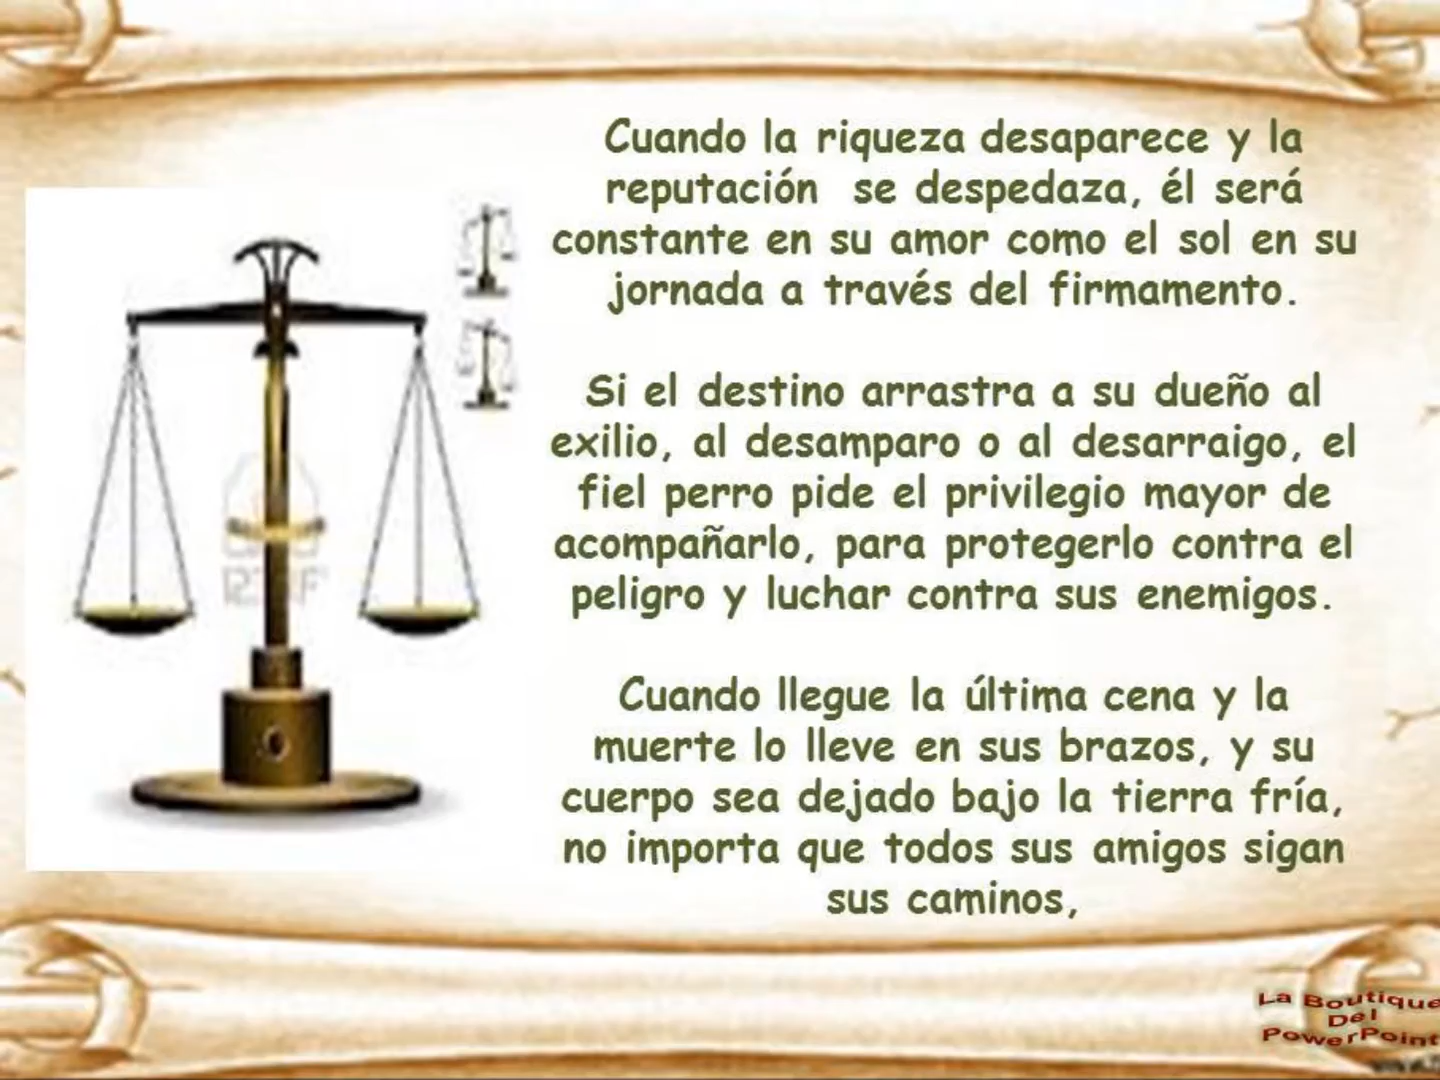 Cuando la riqueza desaparece y la
reputación se despedaza, él será
constante en su amor como el sol en su
jornada a través del firmamento.
Si el destino arrastra a su dueño al
exilio, al desamparo o al desarraigo, el
fiel perro pide el privilegio mayor de
acompañarlo, para protegerlo contra el
peligro y luchar contra sus enemigos.
Cuando llegue la última cena y la
muerte lo lleve en sus brazos, y su
cuerpo sea dejado bajo la tierra fría,
no importa que todos sus amigos sigan
sus caminos,
La Boutique
Del
PowerPoint